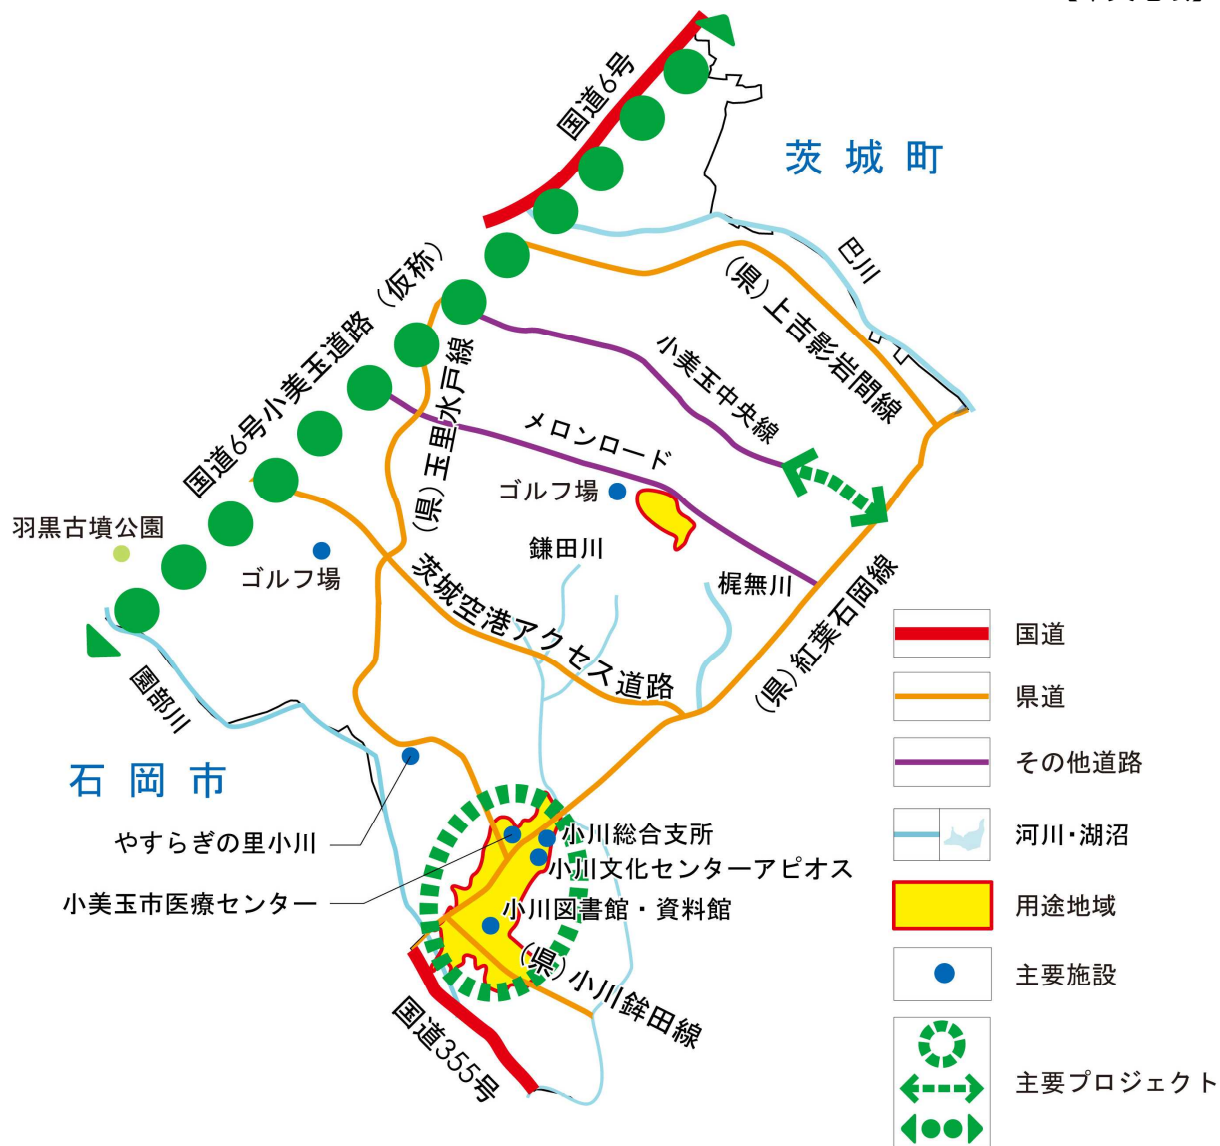 国道6号
茨城町
巴川
(県)上吉影岩間線
国道6号小美玉道路(仮称)
(県)玉里水戸線
小美玉中央線
メロンロード
ゴルフ場
羽黒古墳公園
ゴルフ場
鎌田川
梶無川
茨城空港アクセス道路
(県)紅葉石岡線
園部川
石岡市
やすらぎの里小川
小美玉市医療センター
小川総合支所
小川文化センターアピオス
小川図書館・資料館
(県)小川鉾田線
国道355号
国道
県道
その他道路
河川・湖沼
用途地域
主要施設
主要プロジェクト